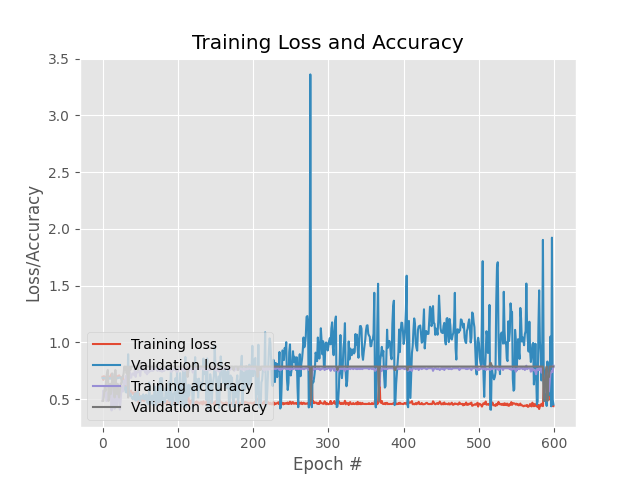 Training Loss and Accuracy
3.5
3.0
2.5
2.0
1.5
1.0
0.5
Loss/Accuracy
Training loss
Validation loss
Training accuracy
Validation accuracy
0 100 200 300 400 500 600
Epoch #